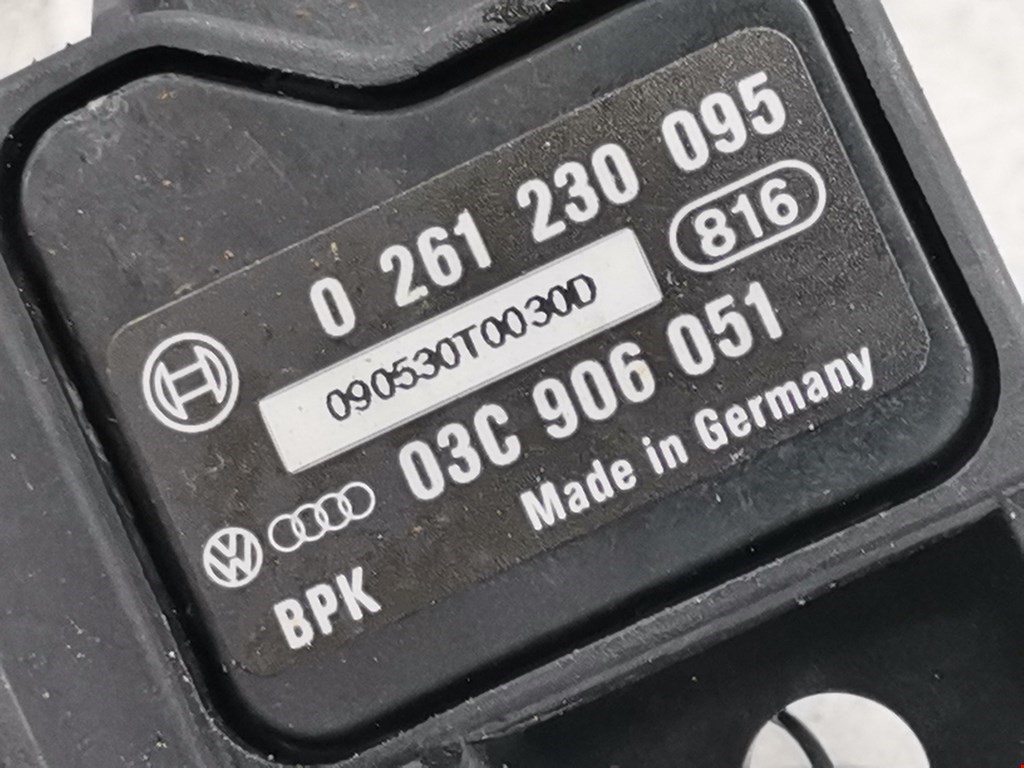 0 261 230 095
090530T0030D
816
03C 906 051
Made in Germany
BPK